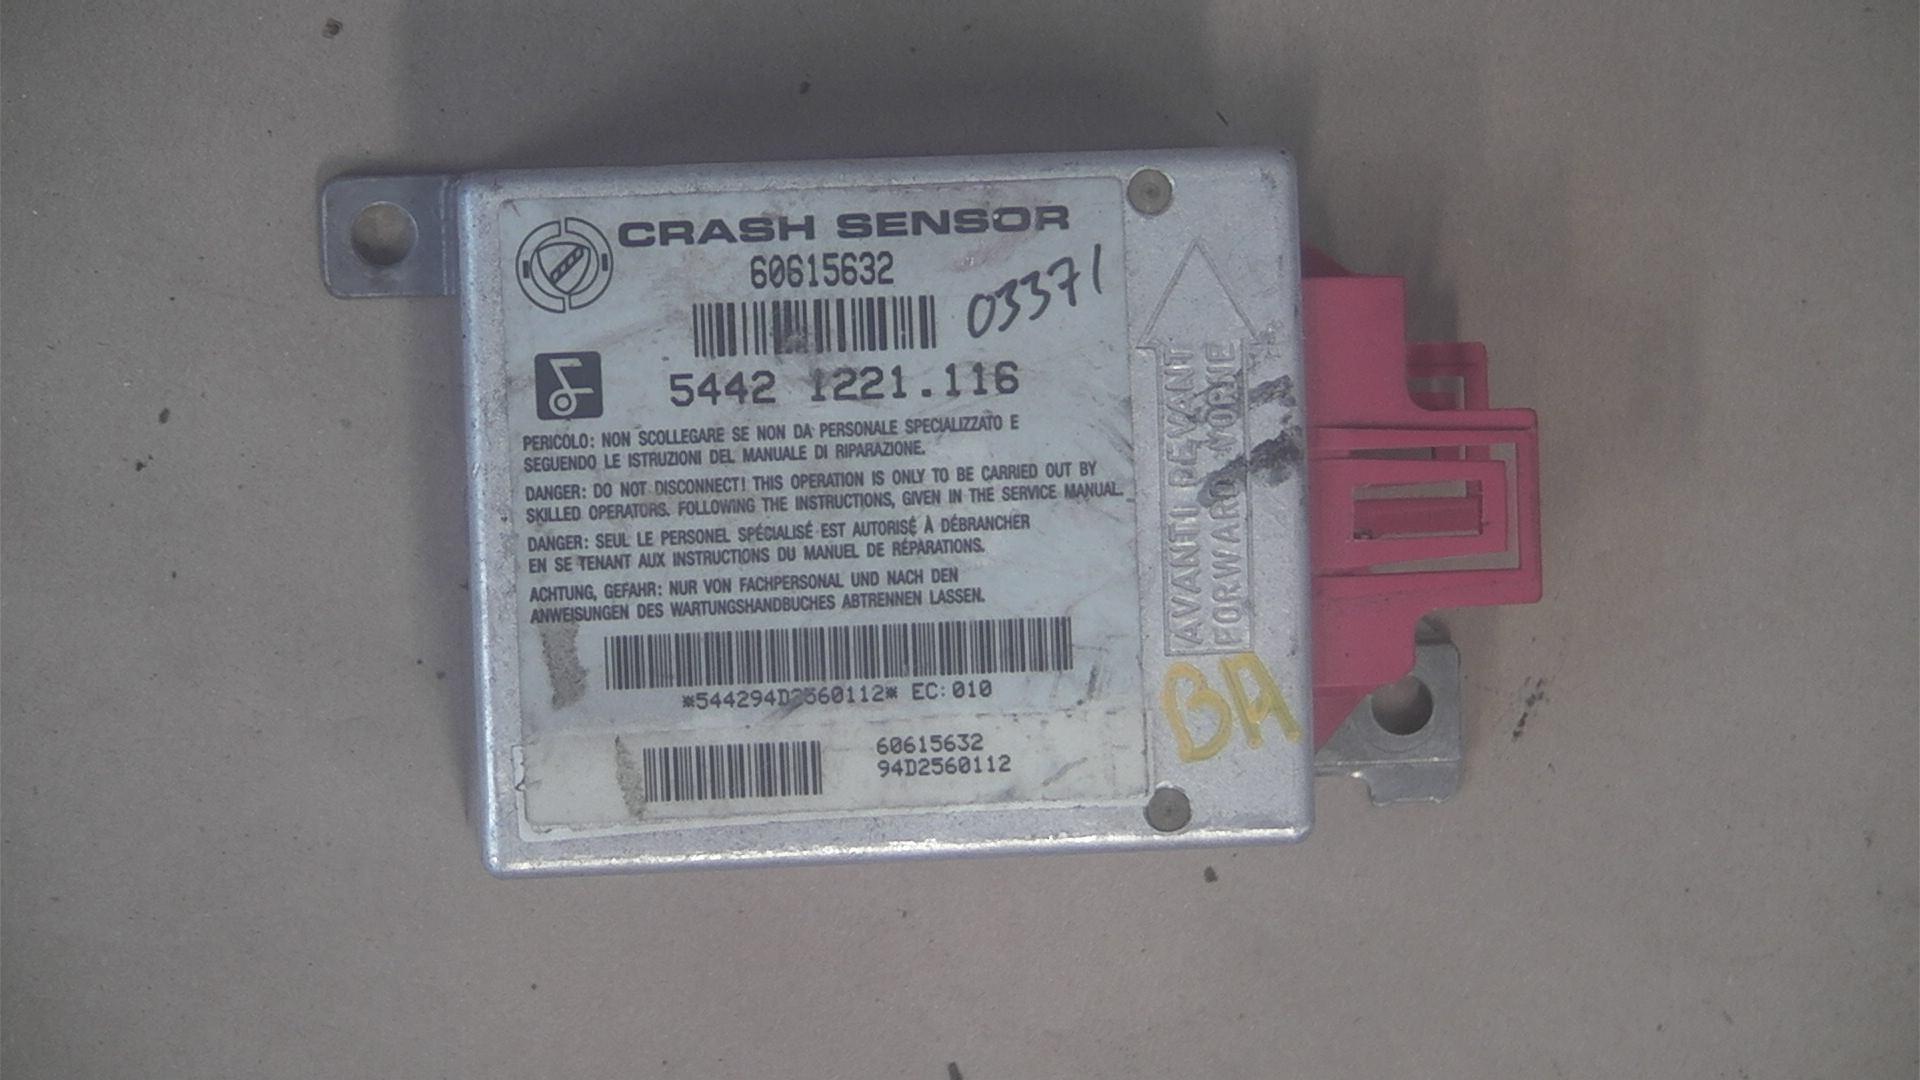 CRASH SENSOR
60615632
03371
5442 1221.116
PERICOLO: NON SCOLLEGARE SE NON DA PERSONALE SPECIALIZZATO E
SEGUENDO LE ISTRUZIONI DEL MANUALE DI RIPARAZIONE.
DANGER: DO NOT DISCONNECT! THIS OPERATION IS ONLY TO BE CARRIED OUT BY
SKILLED OPERATORS. FOLLOWING THE INSTRUCTIONS, GIVEN IN THE SERVICE MANUAL.
DANGER: SEUL LE PERSONEL SPÉCIALISÉ EST AUTORISÉ À DÉBRANCHER
EN SE TENANT AUX INSTRUCTIONS DU MANUEL DE RÉPARATIONS.
ACHTUNG, GEFAHR: NUR VON FACHPERSONAL UND NACH DEN
ANWEISUNGEN DES WARTUNGSHANDBUCHES ABTRENNEN LASSEN.
*544294D2560112* EC:010
60615632
94D2560112
AVANTI DEVANT
FORWARD VORNE
BA